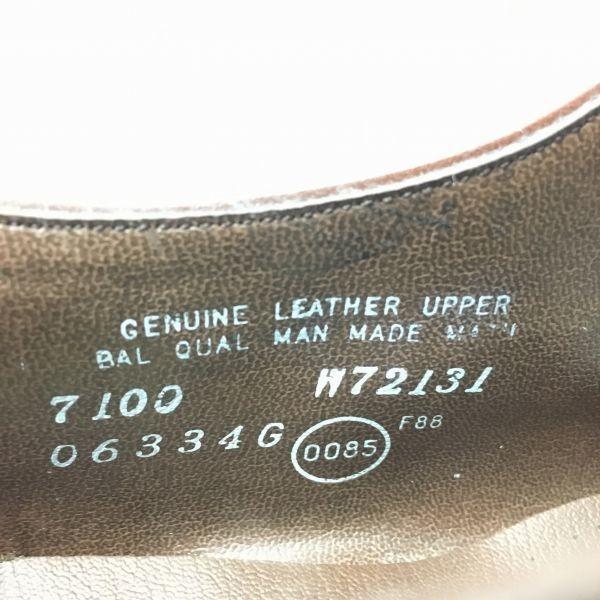 GENUINE LEATHER UPPER
BAL QUAL MAN MADE
7100 W72131
06334G 0085 F88